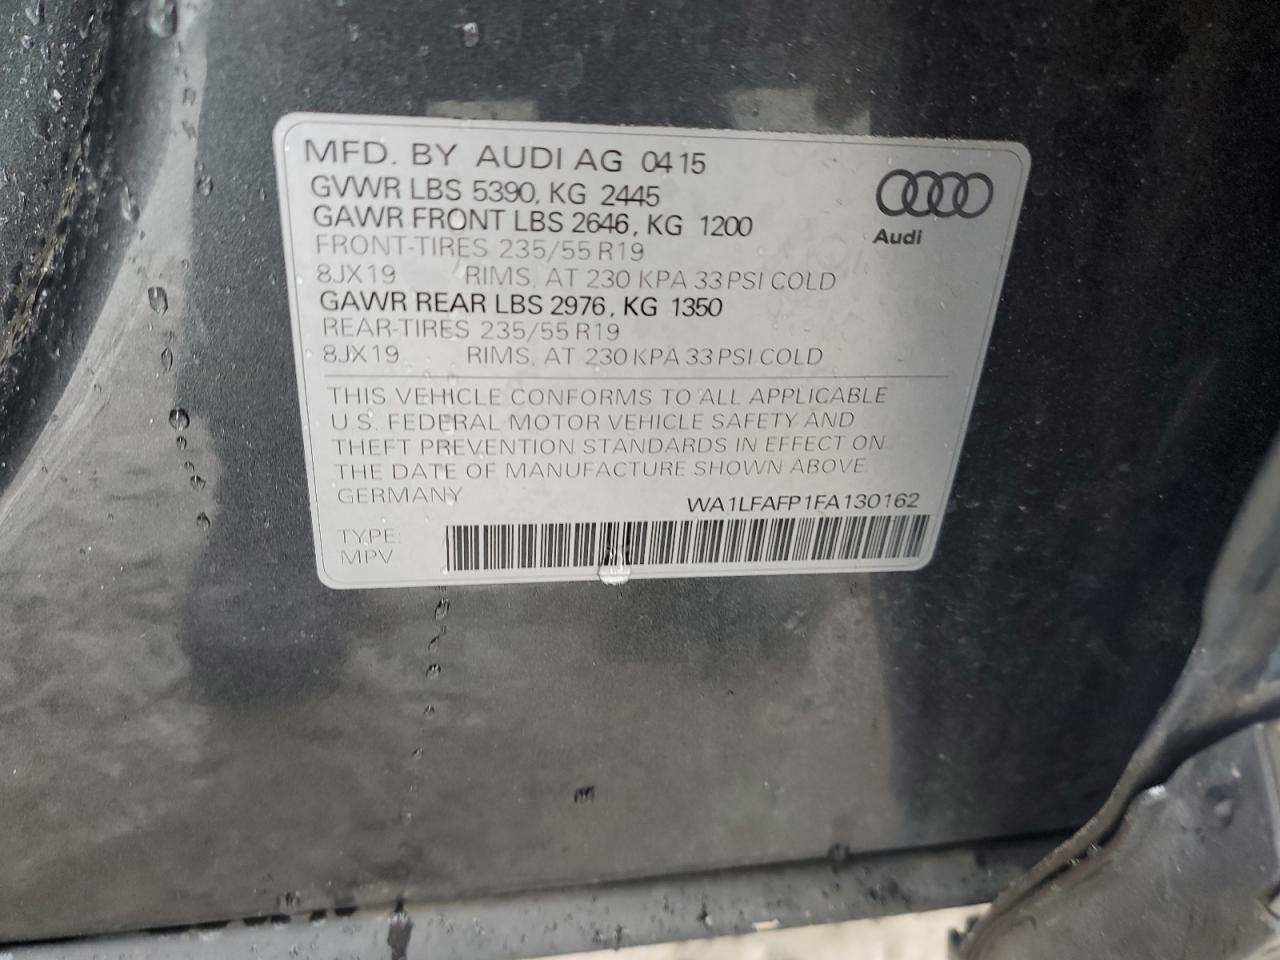 MFD. BY AUDI AG 04 15
GVWR LBS 5390, KG 2445
GAWR FRONT LBS 2646, KG 1200
FRONT-TIRES 235/55 R19
8JX19 RIMS, AT 230 KPA 33 PSI COLD
GAWR REAR LBS 2976, KG 1350
REAR-TIRES 235/55 R19
8JX19 RIMS, AT 230 KPA 33 PSI COLD
Audi
THIS VEHICLE CONFORMS TO ALL APPLICABLE
U.S. FEDERAL MOTOR VEHICLE SAFETY AND
THEFT PREVENTION STANDARDS IN EFFECT ON
THE DATE OF MANUFACTURE SHOWN ABOVE
GERMANY
WA1LFAFP1FA130162
TYPE:
MPV